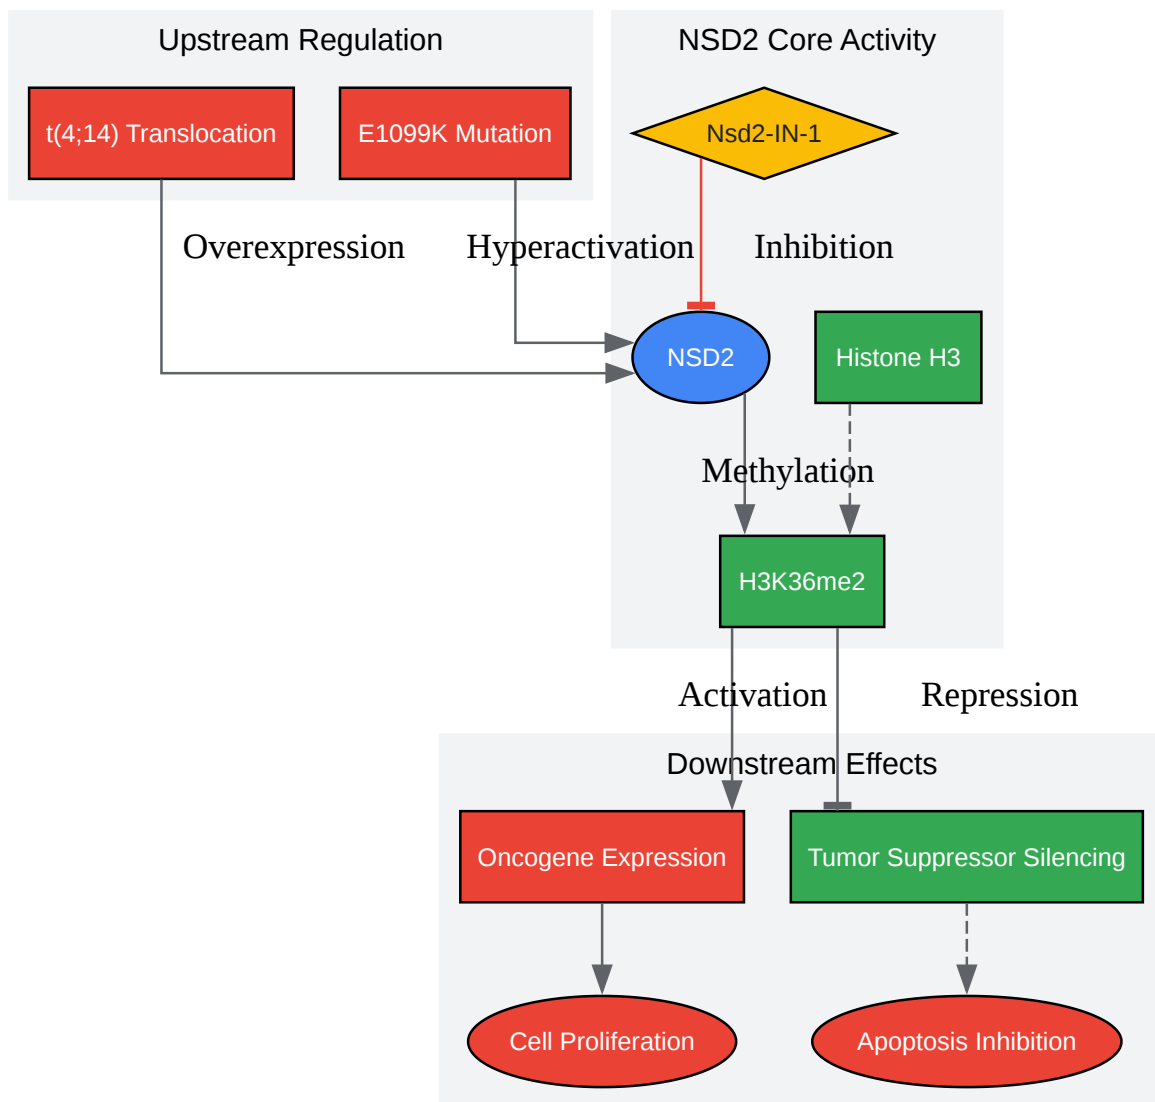 Upstream Regulation
NSD2 Core Activity
t(4;14) Translocation
E1099K Mutation
Nsd2-IN-1
Overexpression
Hyperactivation
Inhibition
NSD2
Histone H3
Methylation
H3K36me2
Activation
Repression
Downstream Effects
Oncogene Expression
Tumor Suppressor Silencing
Cell Proliferation
Apoptosis Inhibition